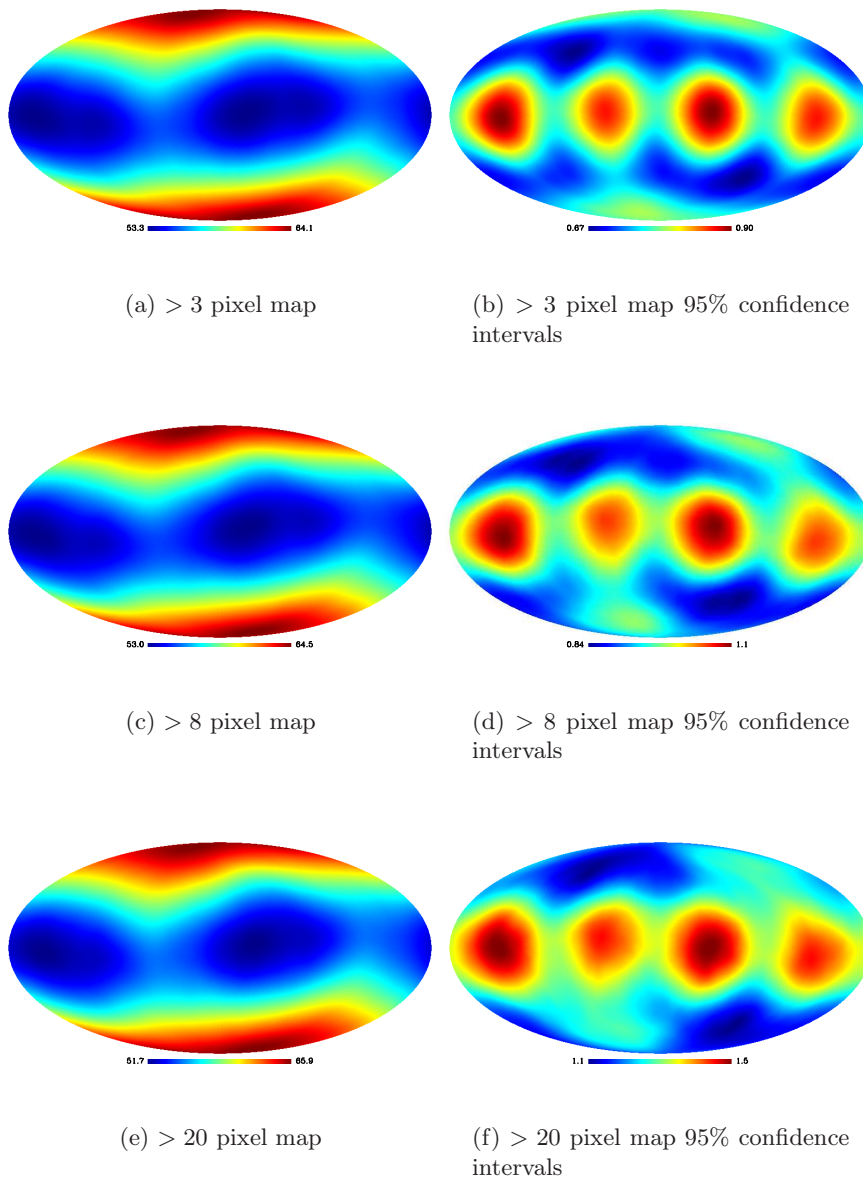 53.3 64.1
0.67 0.90
(a) > 3 pixel map
(b) > 3 pixel map 95% confidence
intervals
53.0 64.5
0.84 1.1
(c) > 8 pixel map
(d) > 8 pixel map 95% confidence
intervals
51.7 65.9
1.1 1.5
(e) > 20 pixel map
(f) > 20 pixel map 95% confidence
intervals